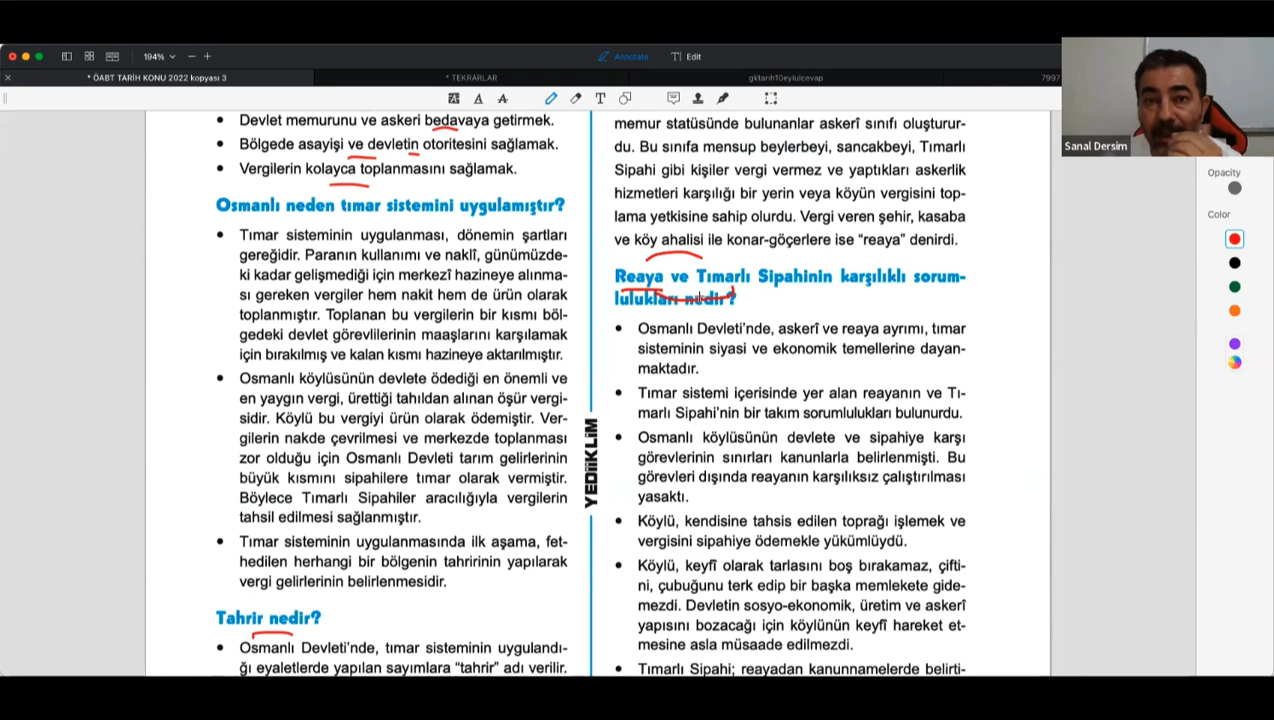 194%
Annotate
Edit
* ÖABT TARİH KONU 2022 kopyası 3
* TEKRARLAR
gktarih10eylulcevap
7997
Sanal Dersim
Opacity
Color
Devlet memurunu ve askeri bedavaya getirmek.
Bölgede asayişi ve devletin otoritesini sağlamak.
Vergilerin kolayca toplanmasını sağlamak.
Osmanlı neden tımar sistemini uygulamıştır?
Tımar sisteminin uygulanması, dönemin şartları
gereğidir. Paranın kullanımı ve naklî, günümüzde-
ki kadar gelişmediği için merkezî hazineye alınma-
sı gereken vergiler hem nakit hem de ürün olarak
toplanmıştır. Toplanan bu vergilerin bir kısmı böl-
gedeki devlet görevlilerinin maaşlarını karşılamak
için bırakılmış ve kalan kısmı hazineye aktarılmıştır.
Osmanlı köylüsünün devlete ödediği en önemli ve
en yaygın vergi, ürettiği tahıldan alınan öşür vergi-
sidir. Köylü bu vergiyi ürün olarak ödemiştir. Ver-
gilerin nakde çevrilmesi ve merkezde toplanması
zor olduğu için Osmanlı Devleti tarım gelirlerinin
büyük kısmını sipahilere tımar olarak vermiştir.
Böylece Tımarlı Sipahiler aracılığıyla vergilerin
tahsil edilmesi sağlanmıştır.
Tımar sisteminin uygulanmasında ilk aşama, fet-
hedilen herhangi bir bölgenin tahririnin yapılarak
vergi gelirlerinin belirlenmesidir.
Tahrir nedir?
Osmanlı Devleti'nde, tımar sisteminin uygulandı-
ğı eyaletlerde yapılan sayımlara “tahrir” adı verilir.
YEDİİKLİM
memur statüsünde bulunanlar askerî sınıfı oluşturur-
du. Bu sınıfa mensup beylerbeyi, sancakbeyi, Tımarlı
Sipahi gibi kişiler vergi vermez ve yaptıkları askerlik
hizmetleri karşılığı bir yerin veya köyün vergisini top-
lama yetkisine sahip olurdu. Vergi veren şehir, kasaba
ve köy ahalisi ile konar-göçerlere ise “reaya” denirdi.
Reaya ve Tımarlı Sipahinin karşılıklı sorum-
lulukları nedir?
Osmanlı Devleti'nde, askerî ve reaya ayrımı, tımar
sisteminin siyasi ve ekonomik temellerine dayan-
maktadır.
Tımar sistemi içerisinde yer alan reayanın ve Tı-
marlı Sipahi'nin bir takım sorumlulukları bulunurdu.
Osmanlı köylüsünün devlete ve sipahiye karşı
görevlerinin sınırları kanunlarla belirlenmişti. Bu
görevleri dışında reayanın karşılıksız çalıştırılması
yasaktı.
Köylü, kendisine tahsis edilen toprağı işlemek ve
vergisini sipahiye ödemekle yükümlüydü.
Köylü, keyfî olarak tarlasını boş bırakamaz, çifti-
ni, çubuğunu terk edip bir başka memlekete gide-
mezdi. Devletin sosyo-ekonomik, üretim ve askerî
yapısını bozacağı için köylünün keyfî hareket et-
mesine asla müsaade edilmezdi.
Tımarlı Sipahi; reayadan kanunnamelerde belirti-